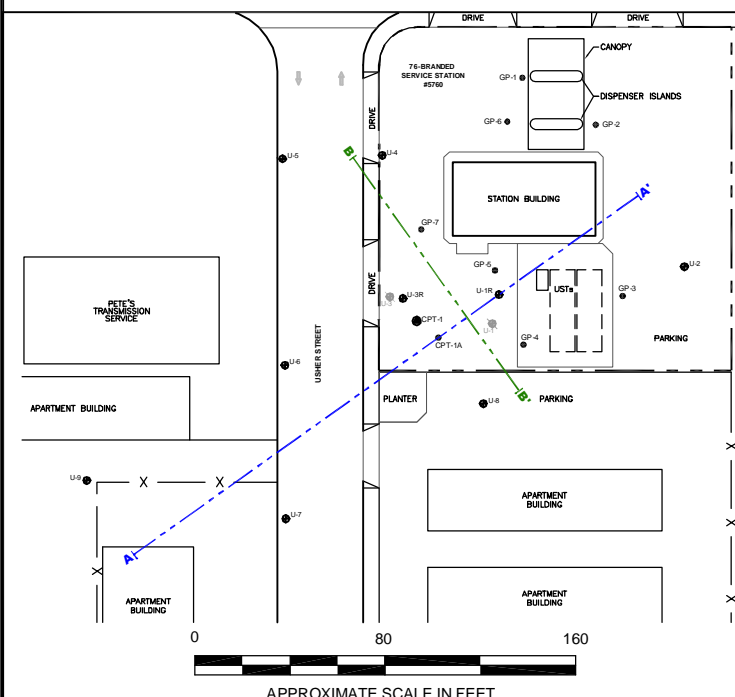 DRIVE
DRIVE
76-BRANDED
SERVICE STATION
#5760
CANOPY
GP-1
DISPENSER ISLANDS
DRIVE
GP-6
GP-2
B
U-4
U-5
STATION BUILDING
A'
GP-7
GP-5
U-2
DRIVE
USTs
U-3
U-3R
U-1R
GP-3
PETE'S
TRANSMISSION
SERVICE
CPT-1
U-1
CPT-1A
GP-4
PARKING
USHER STREET
U-6
B'
PARKING
PLANTER
U-8
APARTMENT BUILDING
U-9
X
X
X
APARTMENT
BUILDING
U-7
X
A
X
APARTMENT
BUILDING
APARTMENT
BUILDING
X
0
80
160
APPROXIMATE SCALE IN FEET